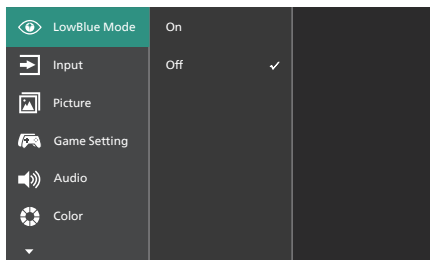 LowBlue Mode
On
Input
Off
Picture
Game Setting
Audio
Color